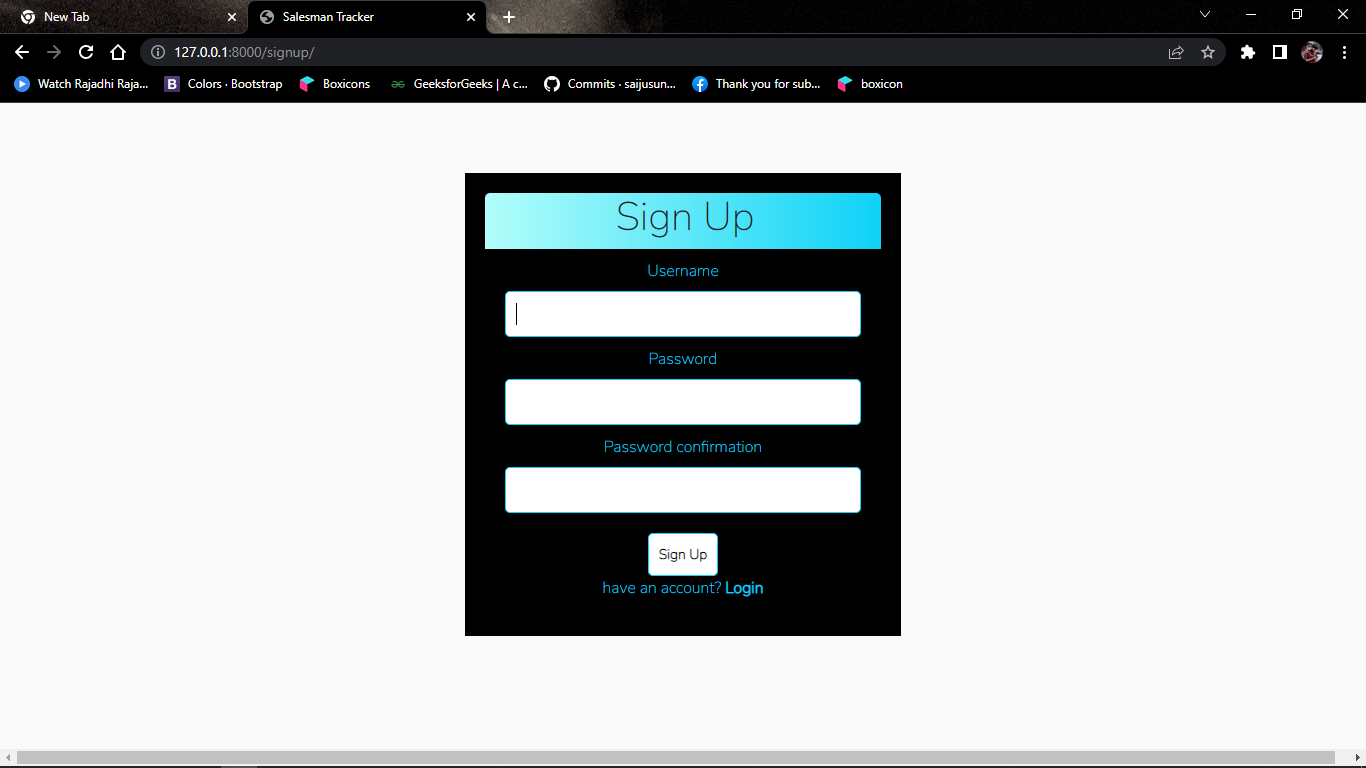 New Tab
Salesman Tracker
127.0.0.1:8000/signup/
Watch Rajadhi Raja...
B Colors · Bootstrap
Boxicons
GeeksforGeeks | A c...
Commits · saijusun...
Thank you for sub...
boxicon
Sign Up
Username
Password
Password confirmation
Sign Up
have an account? Login